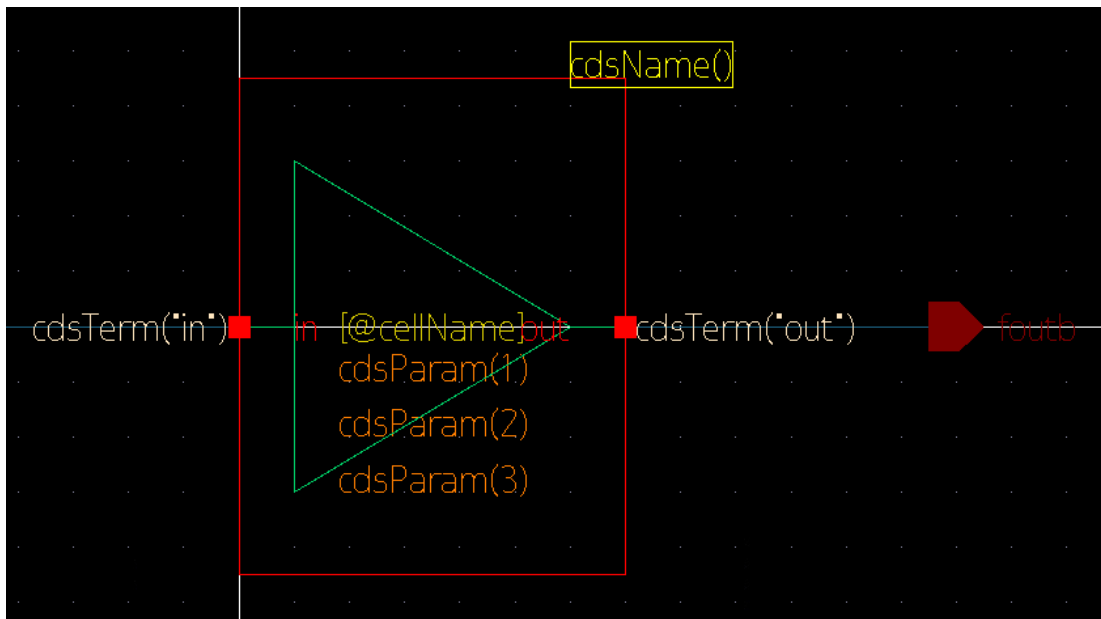 cdsName()
cdsTerm("in") in [@cellName] out cdsTerm("out") foutb
cdsParam(1)
cdsParam(2)
cdsParam(3)